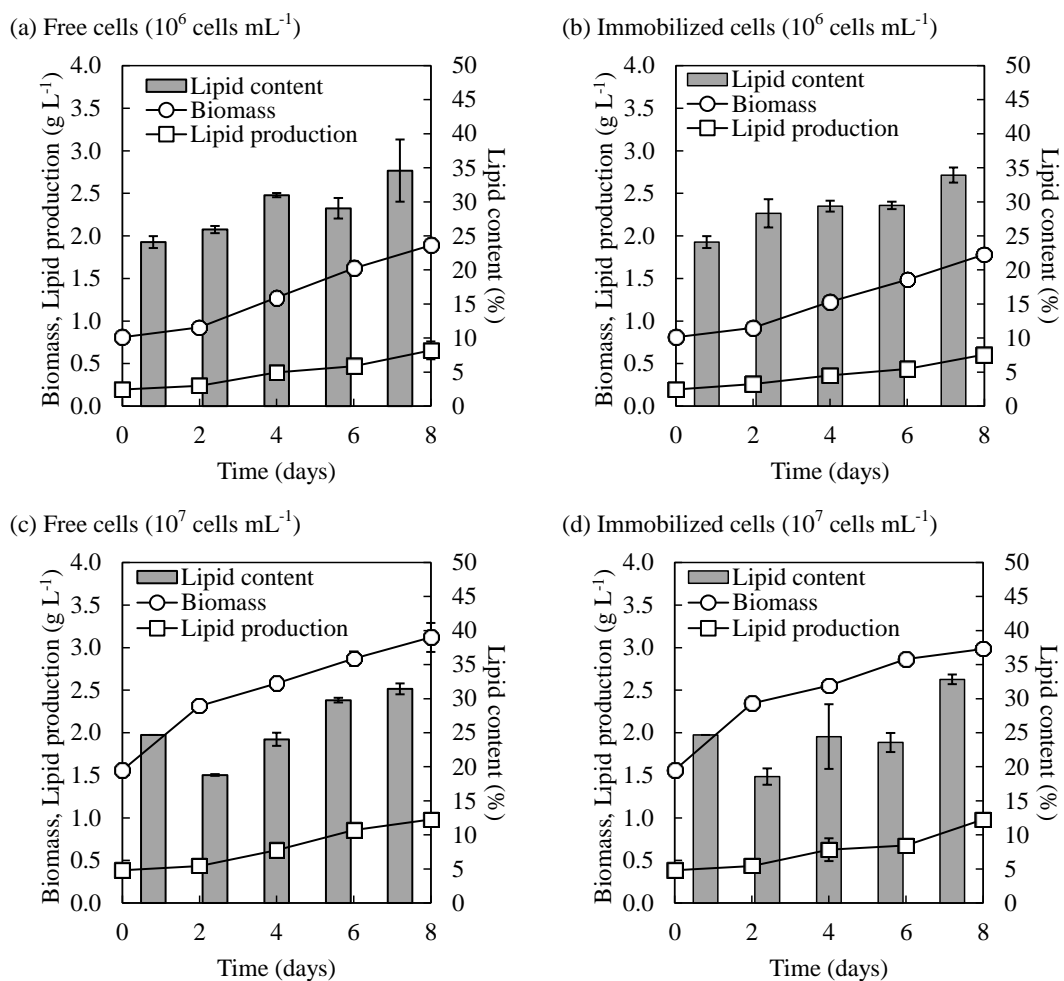 (a) Free cells (10⁶ cells mL⁻¹)
Biomass, Lipid production (g L⁻¹)
4.0
3.5
3.0
2.5
2.0
1.5
1.0
0.5
0.0
Lipid content
Biomass
Lipid production
50
45
40
35
30
25
20
15
10
5
0
Lipid content (%)
0 2 4 6 8
Time (days)
(b) Immobilized cells (10⁶ cells mL⁻¹)
Biomass, Lipid production (g L⁻¹)
4.0
3.5
3.0
2.5
2.0
1.5
1.0
0.5
0.0
Lipid content
Biomass
Lipid production
50
45
40
35
30
25
20
15
10
5
0
Lipid content (%)
0 2 4 6 8
Time (days)
(c) Free cells (10⁷ cells mL⁻¹)
Biomass, Lipid production (g L⁻¹)
4.0
3.5
3.0
2.5
2.0
1.5
1.0
0.5
0.0
Lipid content
Biomass
Lipid production
50
45
40
35
30
25
20
15
10
5
0
Lipid content (%)
0 2 4 6 8
Time (days)
(d) Immobilized cells (10⁷ cells mL⁻¹)
Biomass, Lipid production (g L⁻¹)
4.0
3.5
3.0
2.5
2.0
1.5
1.0
0.5
0.0
Lipid content
Biomass
Lipid production
50
45
40
35
30
25
20
15
10
5
0
Lipid content (%)
0 2 4 6 8
Time (days)